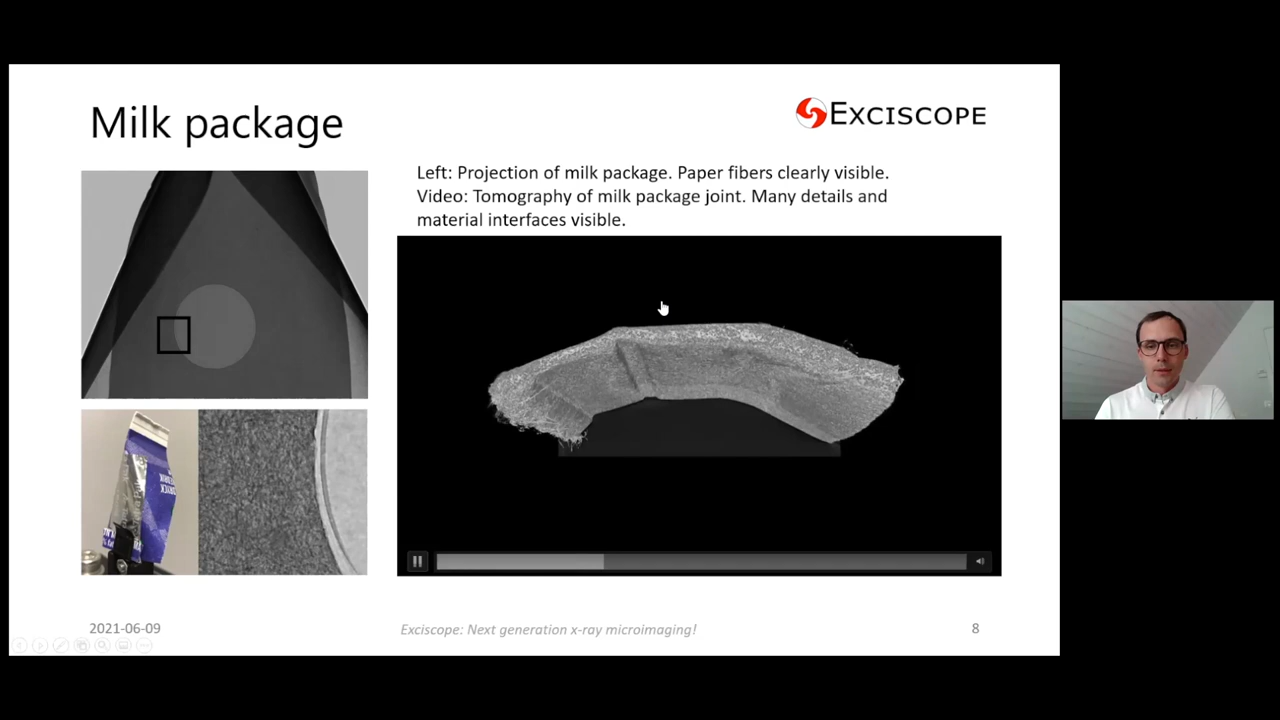 Milk package
EXCISCOPE
Left: Projection of milk package. Paper fibers clearly visible.
Video: Tomography of milk package joint. Many details and
material interfaces visible.
2021-06-09
Exciscope: Next generation x-ray microimaging!
8